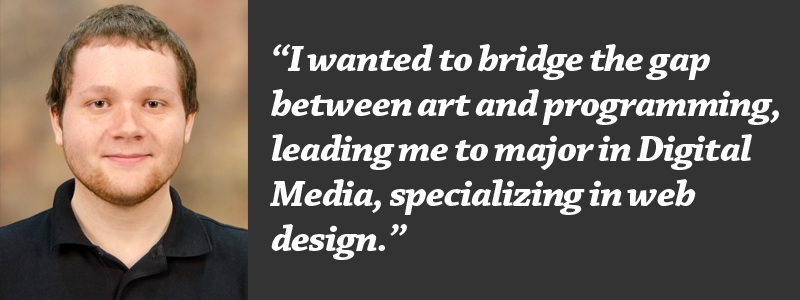 “I wanted to bridge the gap
between art and programming,
leading me to major in Digital
Media, specializing in web
design.”